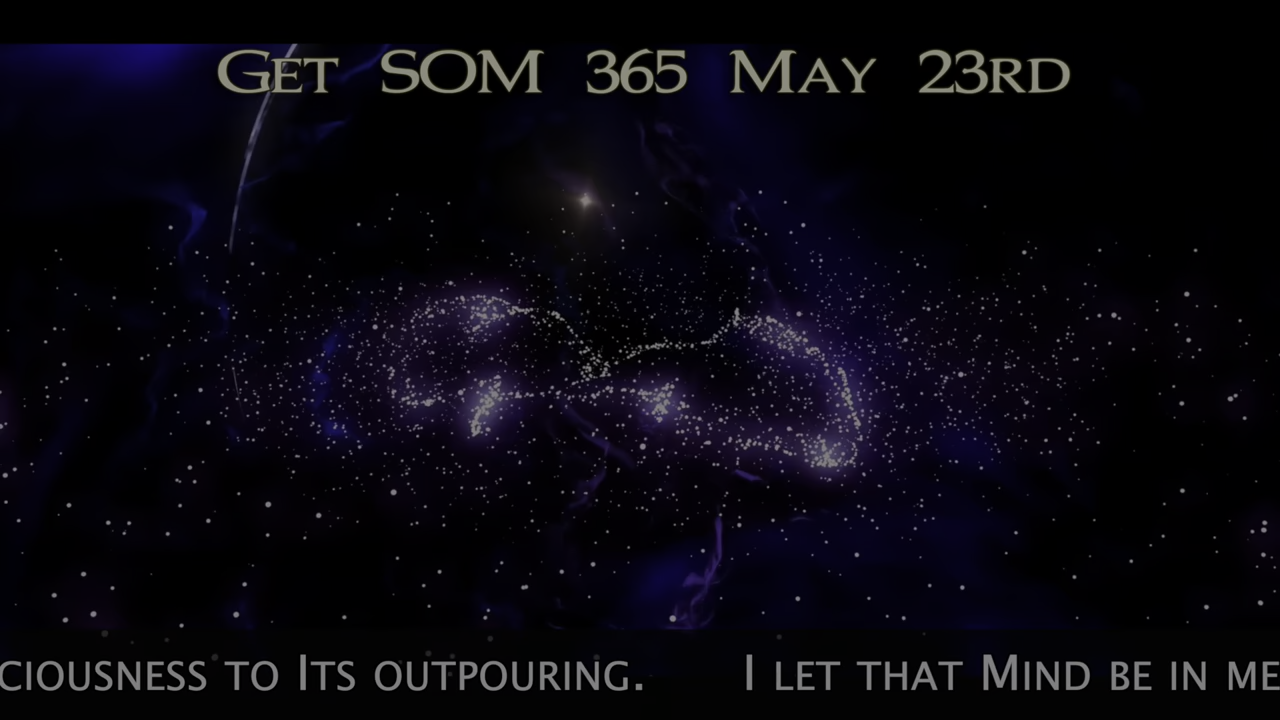 Get SOM 365 May 23rd
ciousness to Its outpouring. I let that Mind be in me